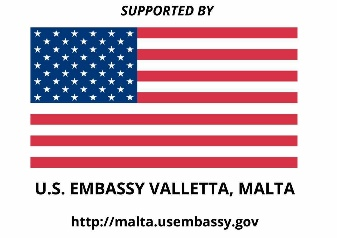 SUPPORTED BY
U.S. EMBASSY VALLETTA, MALTA
http://malta.usembassy.gov